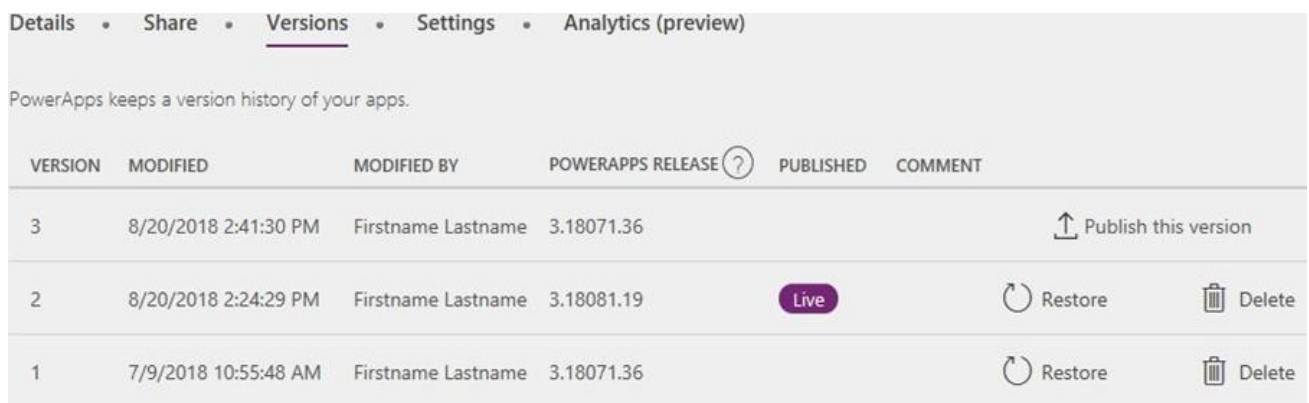 Details • Share • Versions • Settings • Analytics (preview)
PowerApps keeps a version history of your apps.
VERSION MODIFIED MODIFIED BY POWERAPPS RELEASE ? PUBLISHED COMMENT
3 8/20/2018 2:41:30 PM Firstname Lastname 3.18071.36 Publish this version
2 8/20/2018 2:24:29 PM Firstname Lastname 3.18081.19 Live Restore Delete
1 7/9/2018 10:55:48 AM Firstname Lastname 3.18071.36 Restore Delete